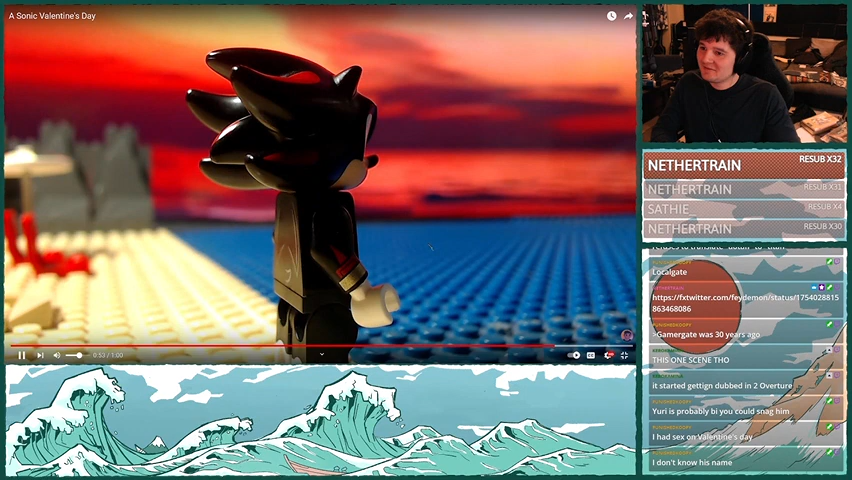 A Sonic Valentine's Day
0:53 / 1:00
NETHERTRAIN RESUB X32
NETHERTRAIN RESUB X31
SATHIE RESUB X4
NETHERTRAIN RESUB X30
Localgate
https://fxtwitter.com/feydemon/status/1754028815
863468086
>Gamergate was 30 years ago
THIS ONE SCENE THO
it started gettign dubbed in 2 Overture
Yuri is probably bi you could snag him
I had sex on Valentine's day
I don't know his name